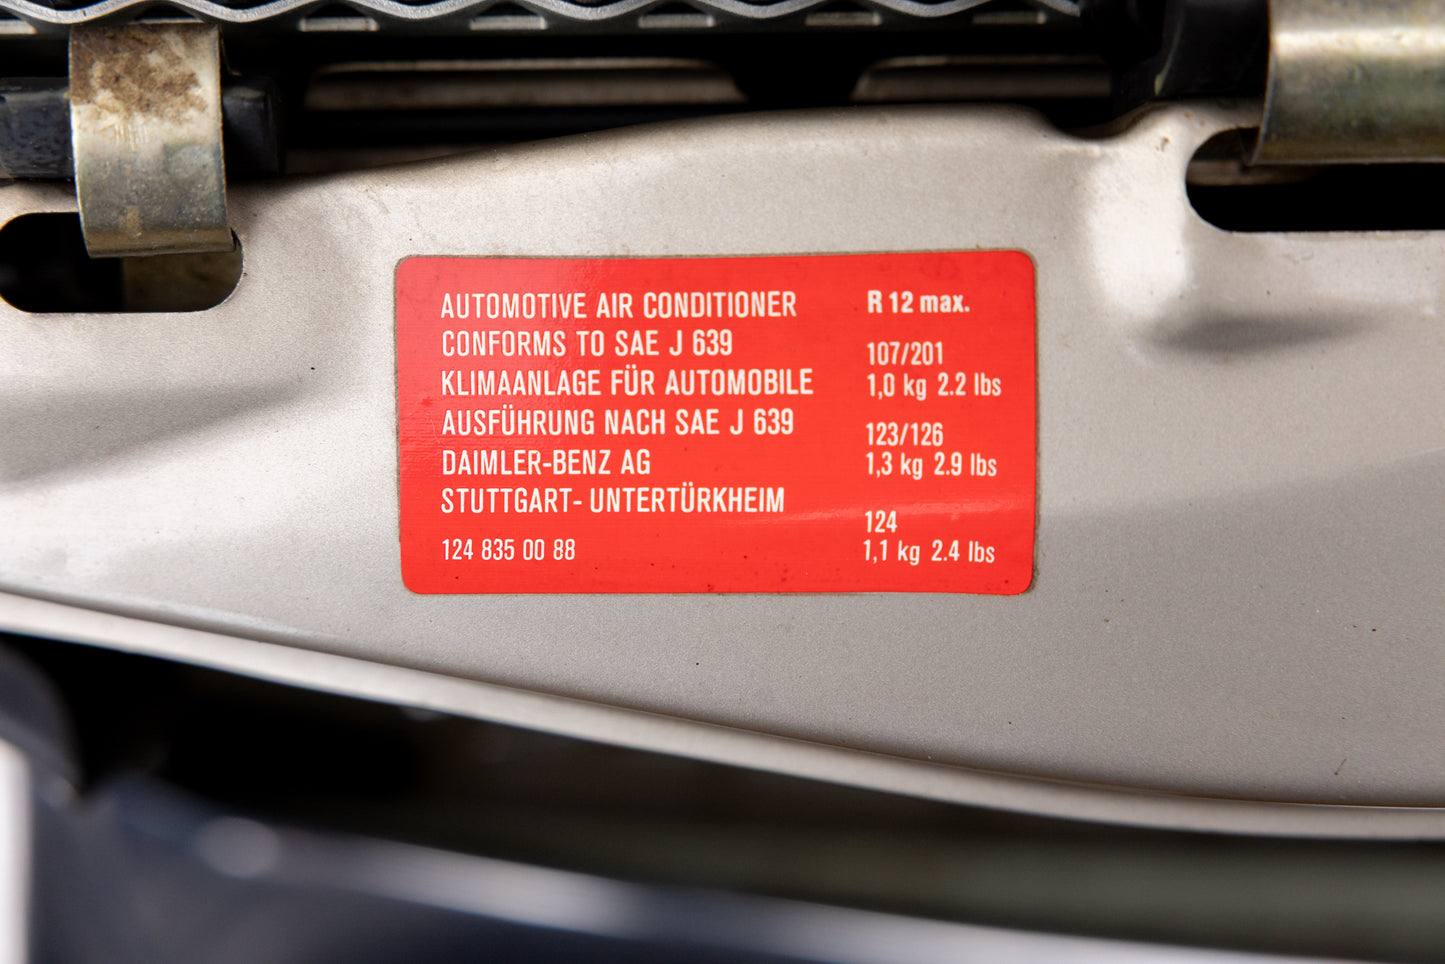 AUTOMOTIVE AIR CONDITIONER
CONFORMS TO SAE J 639
KLIMAANLAGE FÜR AUTOMOBILE
AUSFÜHRUNG NACH SAE J 639
DAIMLER-BENZ AG
STUTTGART- UNTERTÜRKHEIM
124 835 00 88
R 12 max.
107/201
1,0 kg 2.2 lbs
123/126
1,3 kg 2.9 lbs
124
1,1 kg 2.4 lbs